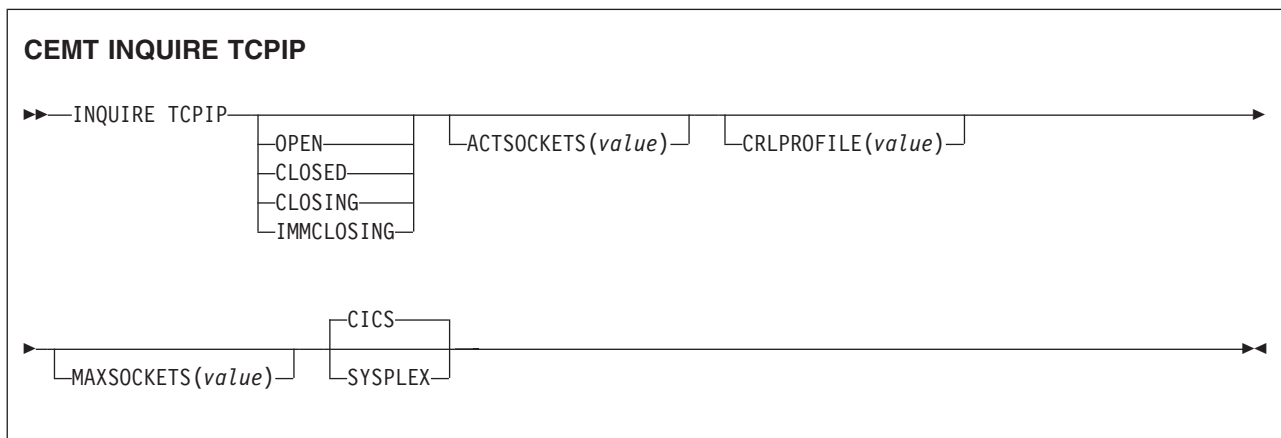 CEMT INQUIRE TCPIP
INQUIRE TCPIP
OPEN
CLOSED
CLOSING
IMMCLOSING
ACTSOCKETS(value)
CRLPROFILE(value)
MAXSOCKETS(value)
CICS
SYSPLEX